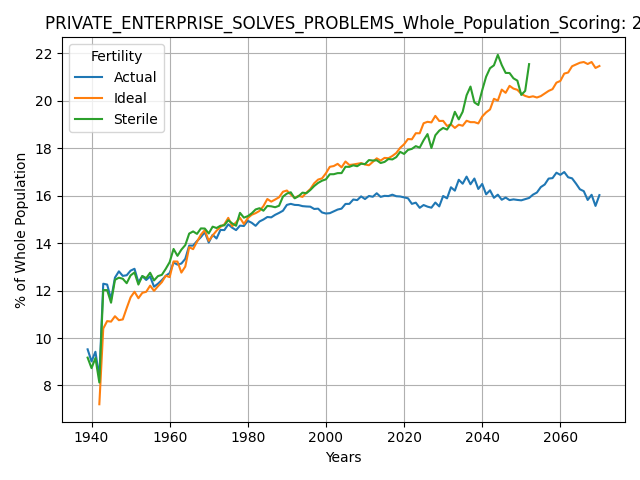 PRIVATE_ENTERPRISE_SOLVES_PROBLEMS_Whole_Population_Scoring: 2
Fertility
Actual
Ideal
Sterile
% of Whole Population
22
20
18
16
14
12
10
8
1940 1960 1980 2000 2020 2040 2060
Years